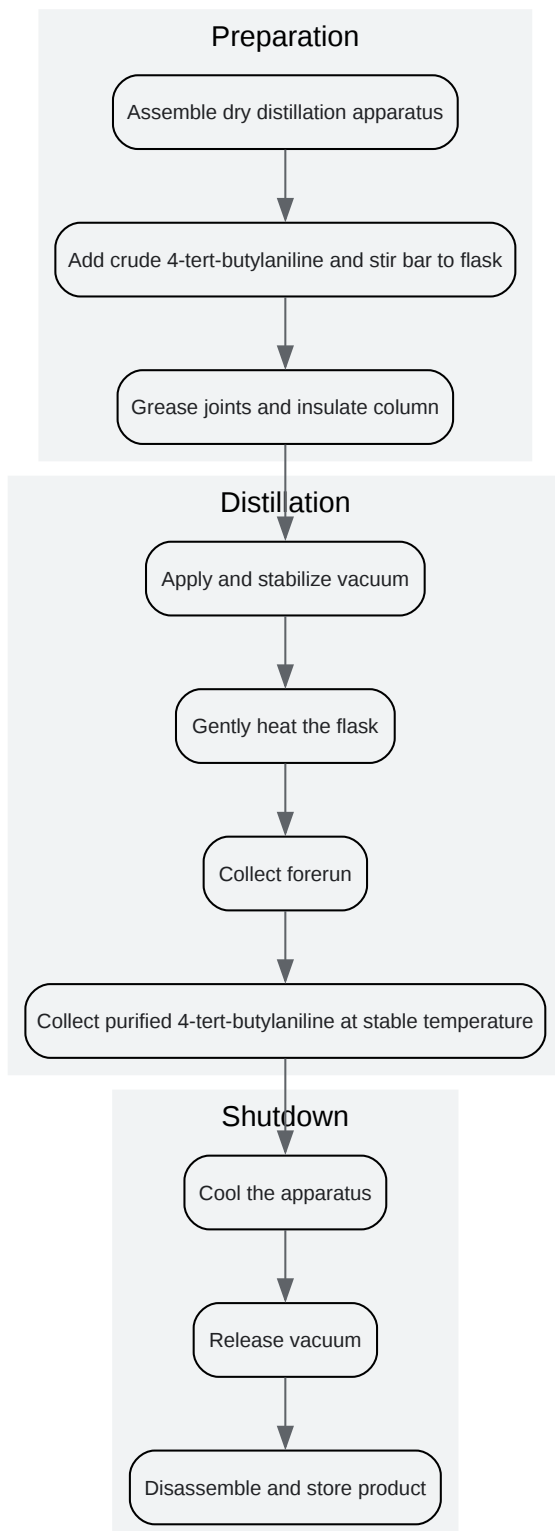 Preparation
Assemble dry distillation apparatus
Add crude 4-tert-butylaniline and stir bar to flask
Grease joints and insulate column
Distillation
Apply and stabilize vacuum
Gently heat the flask
Collect forerun
Collect purified 4-tert-butylaniline at stable temperature
Shutdown
Cool the apparatus
Release vacuum
Disassemble and store product